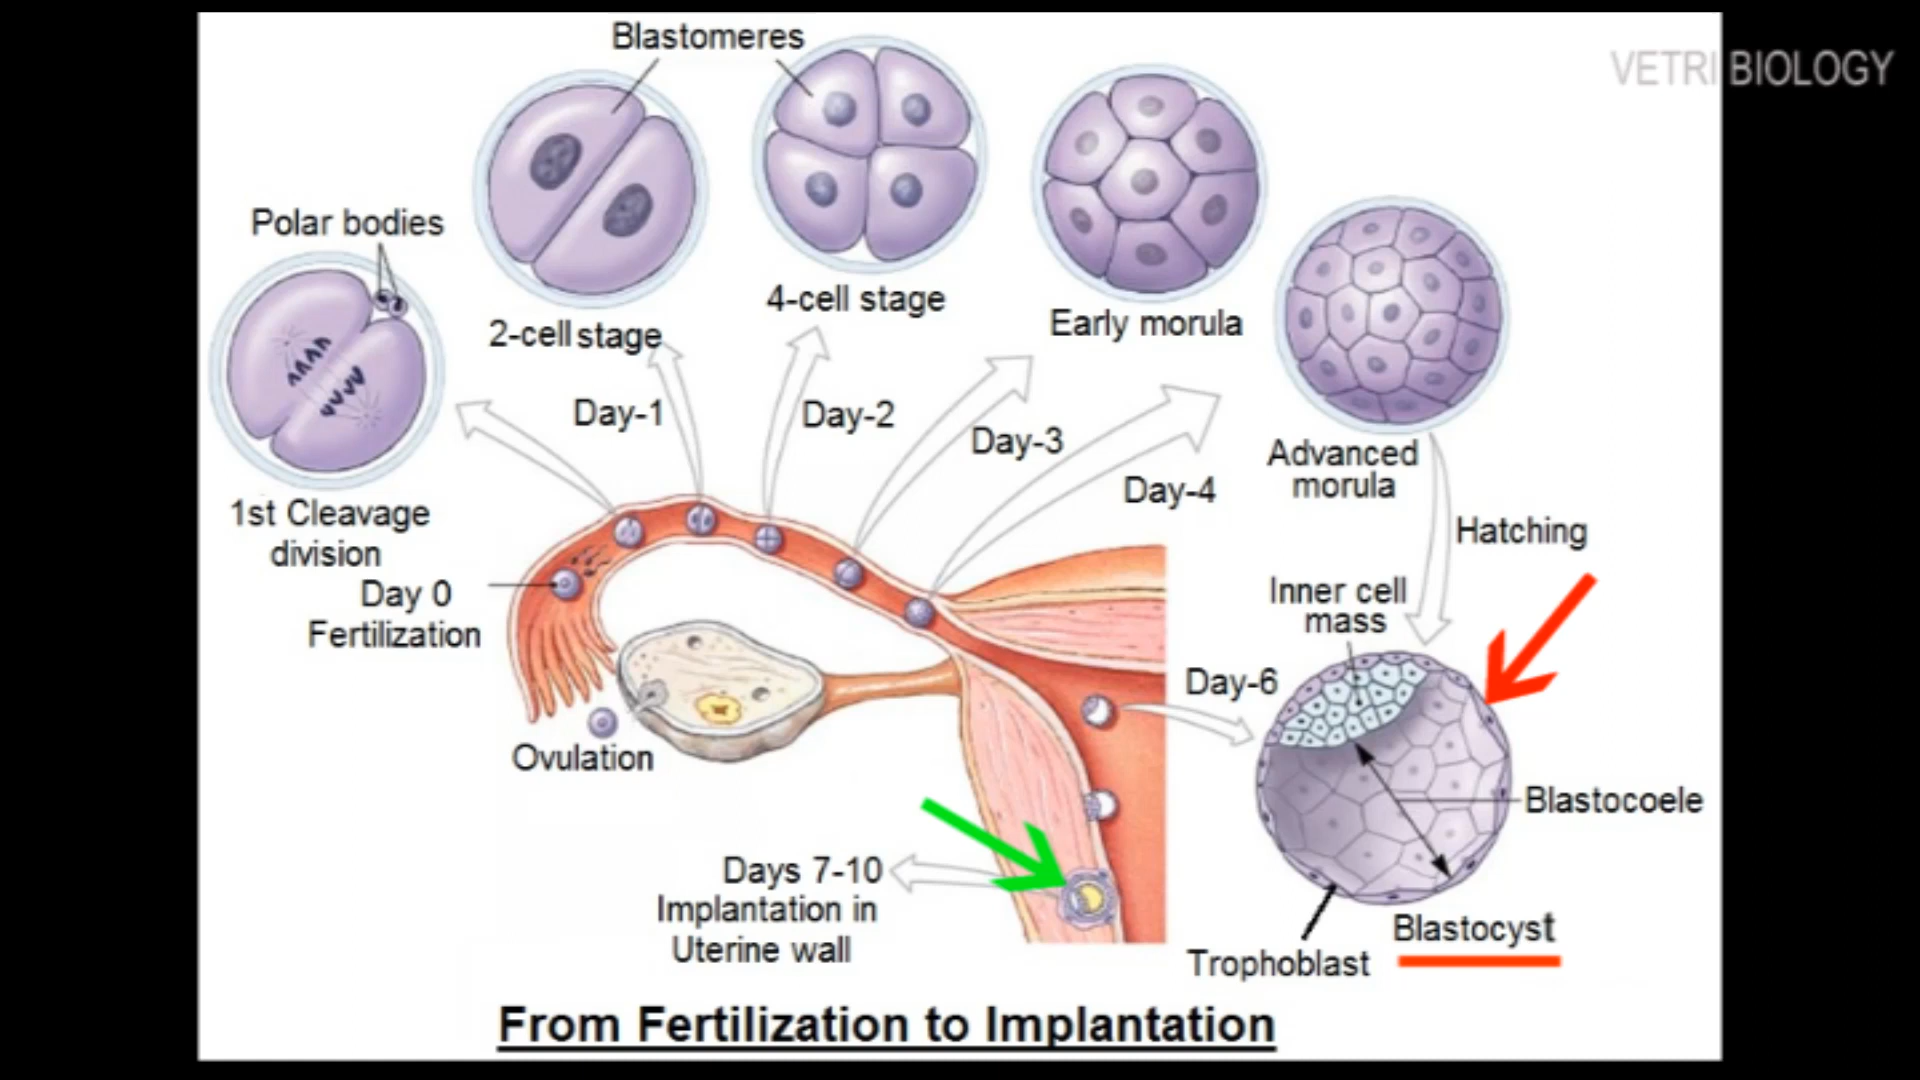 Blastomeres
VETRI BIOLOGY
Polar bodies
4-cell stage
2-cell stage
Early morula
Day-1
Day-2
Day-3
Day-4
Advanced
morula
1st Cleavage
division
Hatching
Day 0
Fertilization
Inner cell
mass
Day-6
Ovulation
Blastocoele
Days 7-10
Implantation in
Uterine wall
Blastocyst
Trophoblast
From Fertilization to Implantation